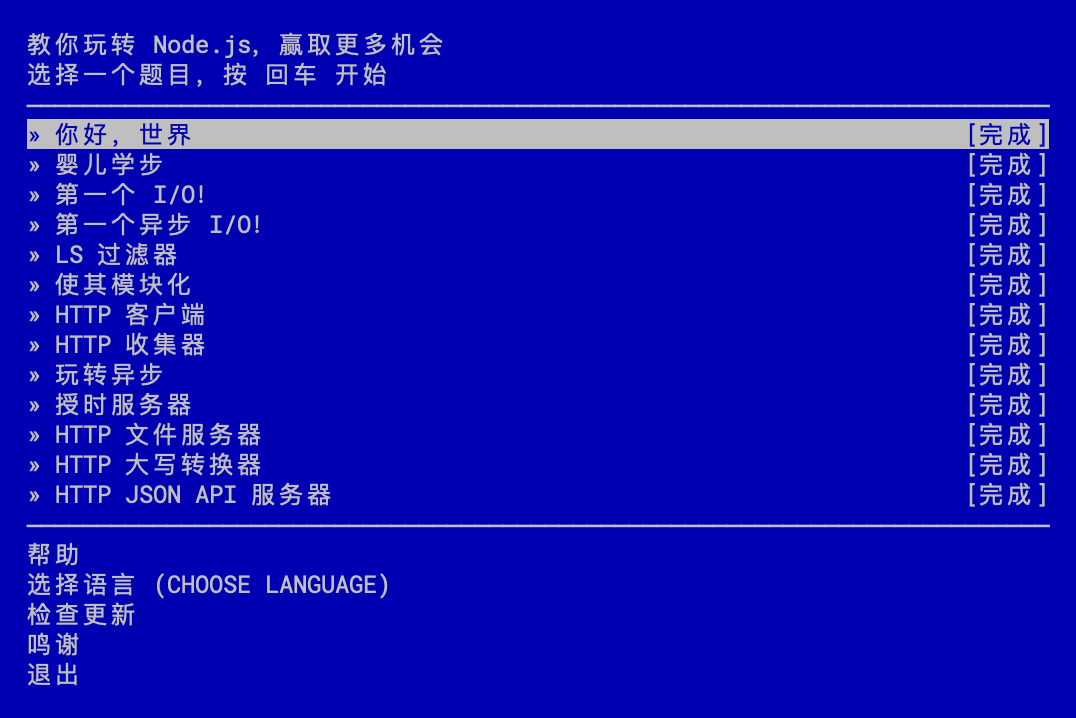 教你玩转 Node.js, 赢取更多机会
选择一个题目, 按 回车 开始
» 你好, 世界 [完成]
» 婴儿学步 [完成]
» 第一个 I/O! [完成]
» 第一个异步 I/O! [完成]
» LS 过滤器 [完成]
» 使其模块化 [完成]
» HTTP 客户端 [完成]
» HTTP 收集器 [完成]
» 玩转异步 [完成]
» 授时服务器 [完成]
» HTTP 文件服务器 [完成]
» HTTP 大写转换器 [完成]
» HTTP JSON API 服务器 [完成]
帮助
选择语言 (CHOOSE LANGUAGE)
检查更新
鸣谢
退出